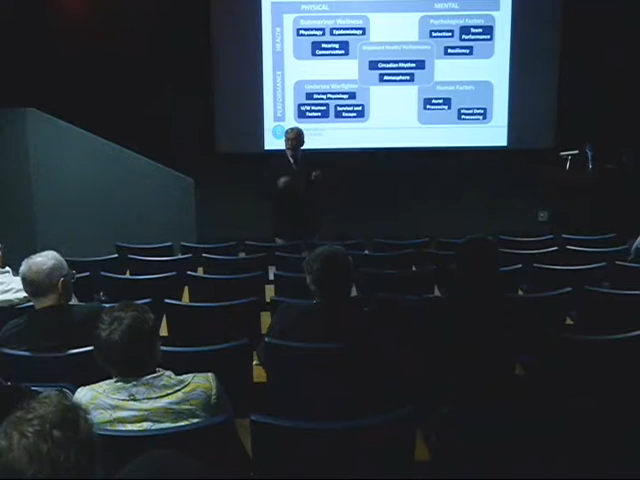 PHYSICAL
MENTAL
HEALTH
PERFORMANCE
Submariner Wellness
Physiology
Epidemiology
Hearing
Conservation
Psychological Factors
Selection
Team
Performance
Resiliency
Health/Performance
Circadian Rhythm
Atmosphere
Undersea Warfighter
Diving Physiology
U/W Human
Factors
Survival and
Escape
Human Factors
Aural
Processing
Visual Data
Processing